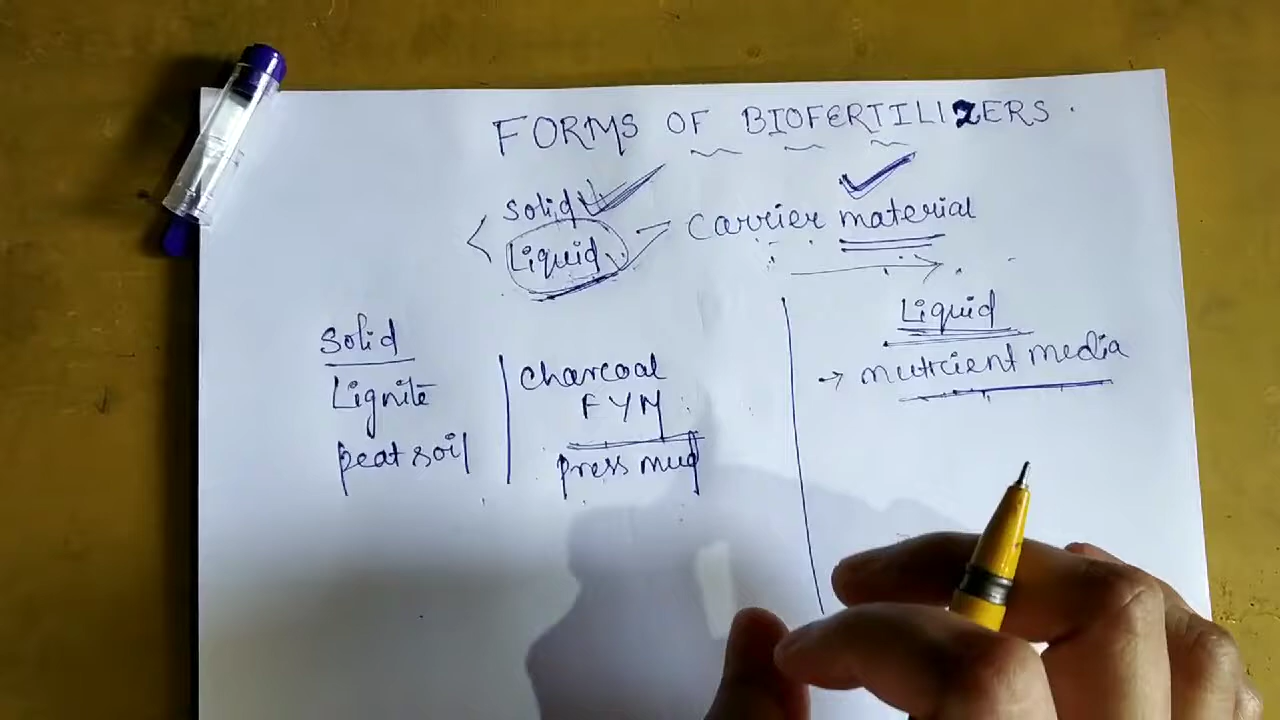 FORMS OF BIOFERTILIZERS.
Solid
Liquid
Carrier material
Solid
Lignite
peat soil
Charcoal
FYM
press mud
Liquid
→ nutrient media